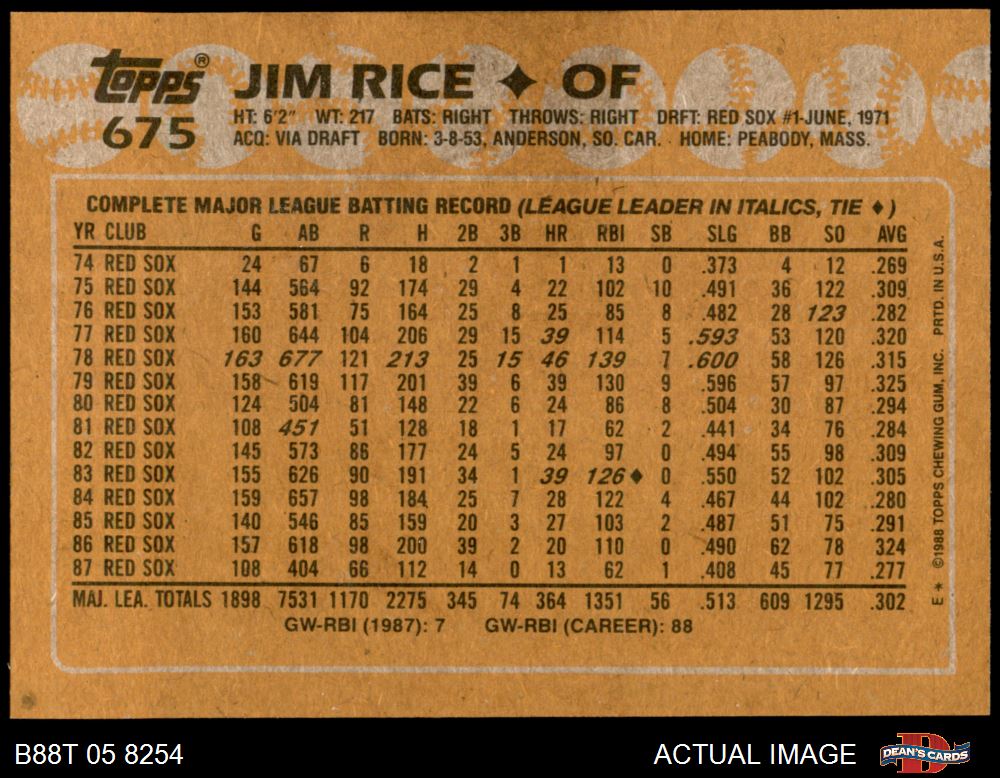 Topps® JIM RICE ✦ OF
675
HT: 6'2" WT: 217 BATS: RIGHT THROWS: RIGHT DRFT: RED SOX #1-JUNE, 1971
ACQ: VIA DRAFT BORN: 3-8-53, ANDERSON, SO. CAR. HOME: PEABODY, MASS.
COMPLETE MAJOR LEAGUE BATTING RECORD (LEAGUE LEADER IN ITALICS, TIE ♦)
YR CLUB G AB R H 2B 3B HR RBI SB SLG BB SO AVG
74 RED SOX 24 67 6 18 2 1 1 13 0 .373 4 12 .269
75 RED SOX 144 564 92 174 29 4 22 102 10 .491 36 122 .309
76 RED SOX 153 581 75 164 25 8 25 85 8 .482 28 123 .282
77 RED SOX 160 644 104 206 29 15 39 114 5 .593 53 120 .320
78 RED SOX 163 677 121 213 25 15 46 139 7 .600 58 126 .315
79 RED SOX 158 619 117 201 39 6 39 130 9 .596 57 97 .325
80 RED SOX 124 504 81 148 22 6 24 86 8 .504 30 87 .294
81 RED SOX 108 451 51 128 18 1 17 62 2 .441 34 76 .284
82 RED SOX 145 573 86 177 24 5 24 97 0 .494 55 98 .309
83 RED SOX 155 626 90 191 34 1 39 126♦ 0 .550 52 102 .305
84 RED SOX 159 657 98 184 25 7 28 122 4 .467 44 102 .280
85 RED SOX 140 546 85 159 20 3 27 103 2 .487 51 75 .291
86 RED SOX 157 618 98 200 39 2 20 110 0 .490 62 78 .324
87 RED SOX 108 404 66 112 14 0 13 62 1 .408 45 77 .277
MAJ. LEA. TOTALS 1898 7531 1170 2275 345 74 364 1351 56 .513 609 1295 .302
GW-RBI (1987): 7 GW-RBI (CAREER): 88
E* ©1988 TOPPS CHEWING GUM, INC. PRTD. IN U.S.A.
B88T 05 8254 ACTUAL IMAGE DEAN'S CARDS